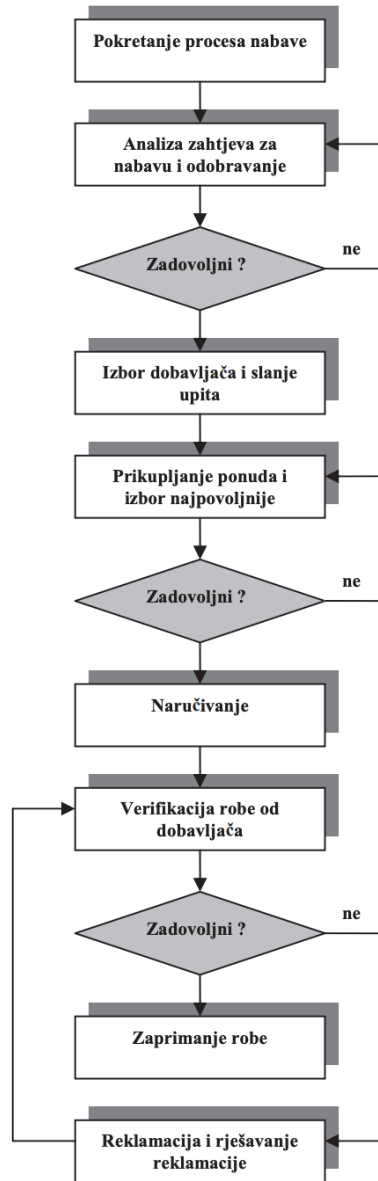 Pokretanje procesa nabave
Analiza zahtjeva za
nabavu i odobravanje
Zadovoljni ?
ne
Izbor dobavljača i slanje
upita
Prikupljanje ponuda i
izbor najpovoljnije
Zadovoljni ?
ne
Naručivanje
Verifikacija robe od
dobavljača
Zadovoljni ?
ne
Zaprimanje robe
Reklamacija i rješavanje
reklamacije